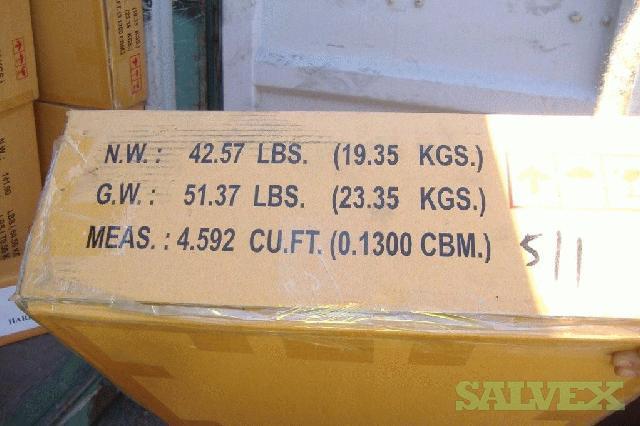 N.W. : 42.57 LBS. (19.35 KGS.)
G.W. : 51.37 LBS. (23.35 KGS.)
MEAS. : 4.592 CU.FT. (0.1300 CBM.)
511
SALVEX